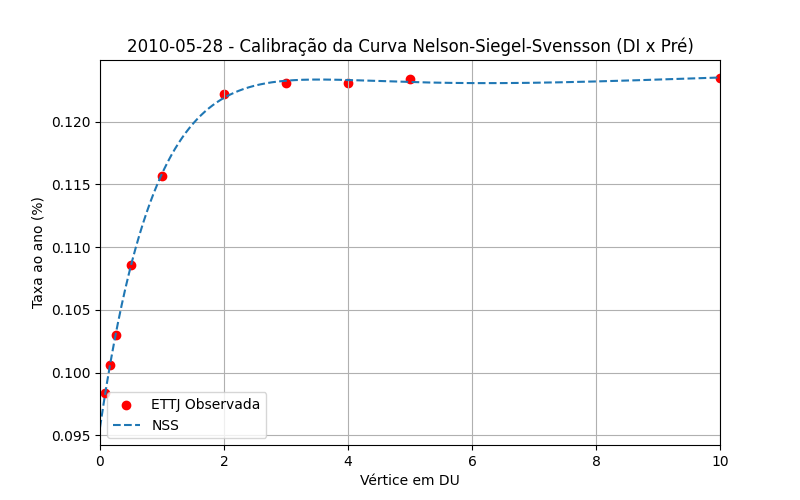 2010-05-28 - Calibração da Curva Nelson-Siegel-Svensson (DI x Pré)
Taxa ao ano (%)
0.120
0.115
0.110
0.105
0.100
0.095
ETTJ Observada
NSS
0 2 4 6 8 10
Vértice em DU